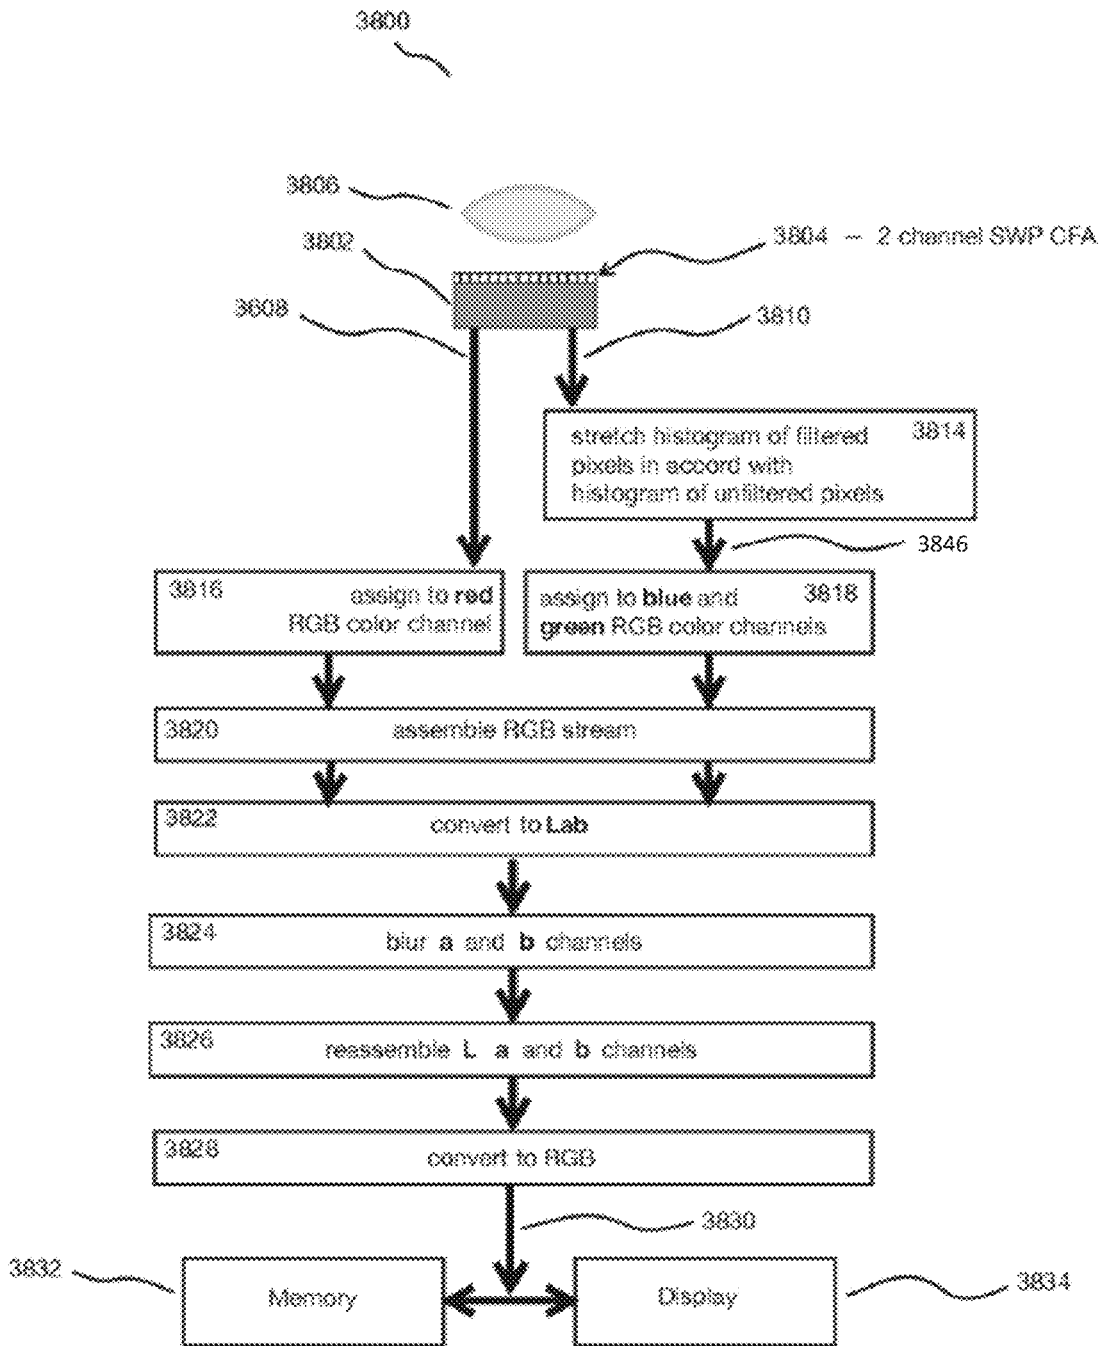 3800
3806
3802
3804 – 2 channel SWP CFA
3808
3810
stretch histogram of filtered 3814
pixels in accord with
histogram of unfiltered pixels
3846
3816 assign to red
RGB color channel
assign to blue and 3818
green RGB color channels
3820 assemble RGB stream
3822 convert to Lab
3824 blur a and b channels
3826 reassemble L a and b channels
3828 convert to RGB
3830
3832
Memory
Display
3834